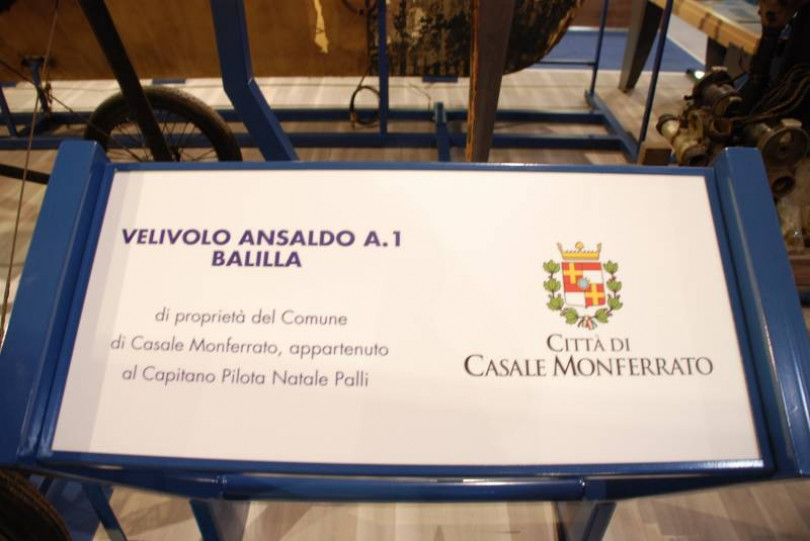 VELIVOLO ANSALDO A.1
BALILLA
di proprietà del Comune
di Casale Monferrato, appartenuto
al Capitano Pilota Natale Palli
CITTÀ DI
CASALE MONFERRATO